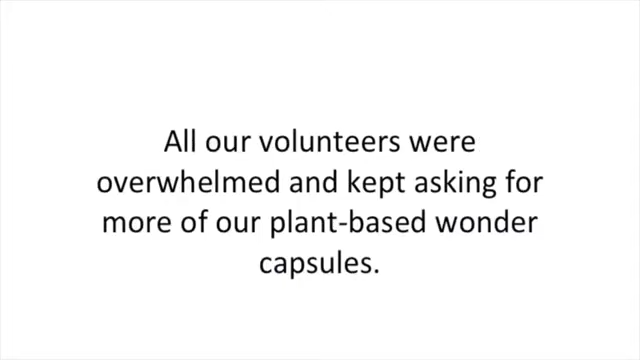 All our volunteers were
overwhelmed and kept asking for
more of our plant-based wonder
capsules.